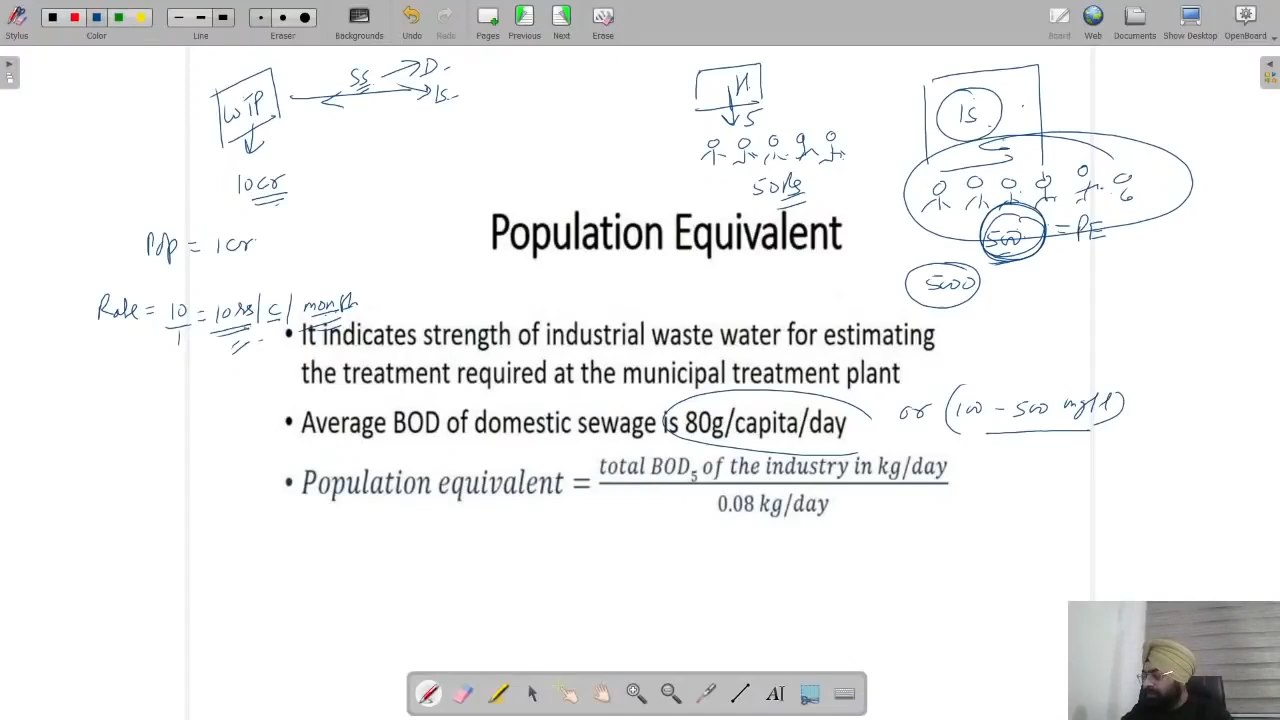 Stylus
Color
Line
Eraser
Backgrounds
Undo
Redo
Pages
Previous
Next
Erase
Board
Web
Documents
Show Desktop
OpenBoard
WTP
SS
D
Is
10cr
H
S
50Rs
IS
500 = PE
5000
Pop = 1cr
Rate = 10/1 = 10rs/C/month
Population Equivalent
• It indicates strength of industrial waste water for estimating
the treatment required at the municipal treatment plant
• Average BOD of domestic sewage is 80g/capita/day
or (100 - 500 mg/l)
• Population equivalent = total BOD₅ of the industry in kg/day
0.08 kg/day